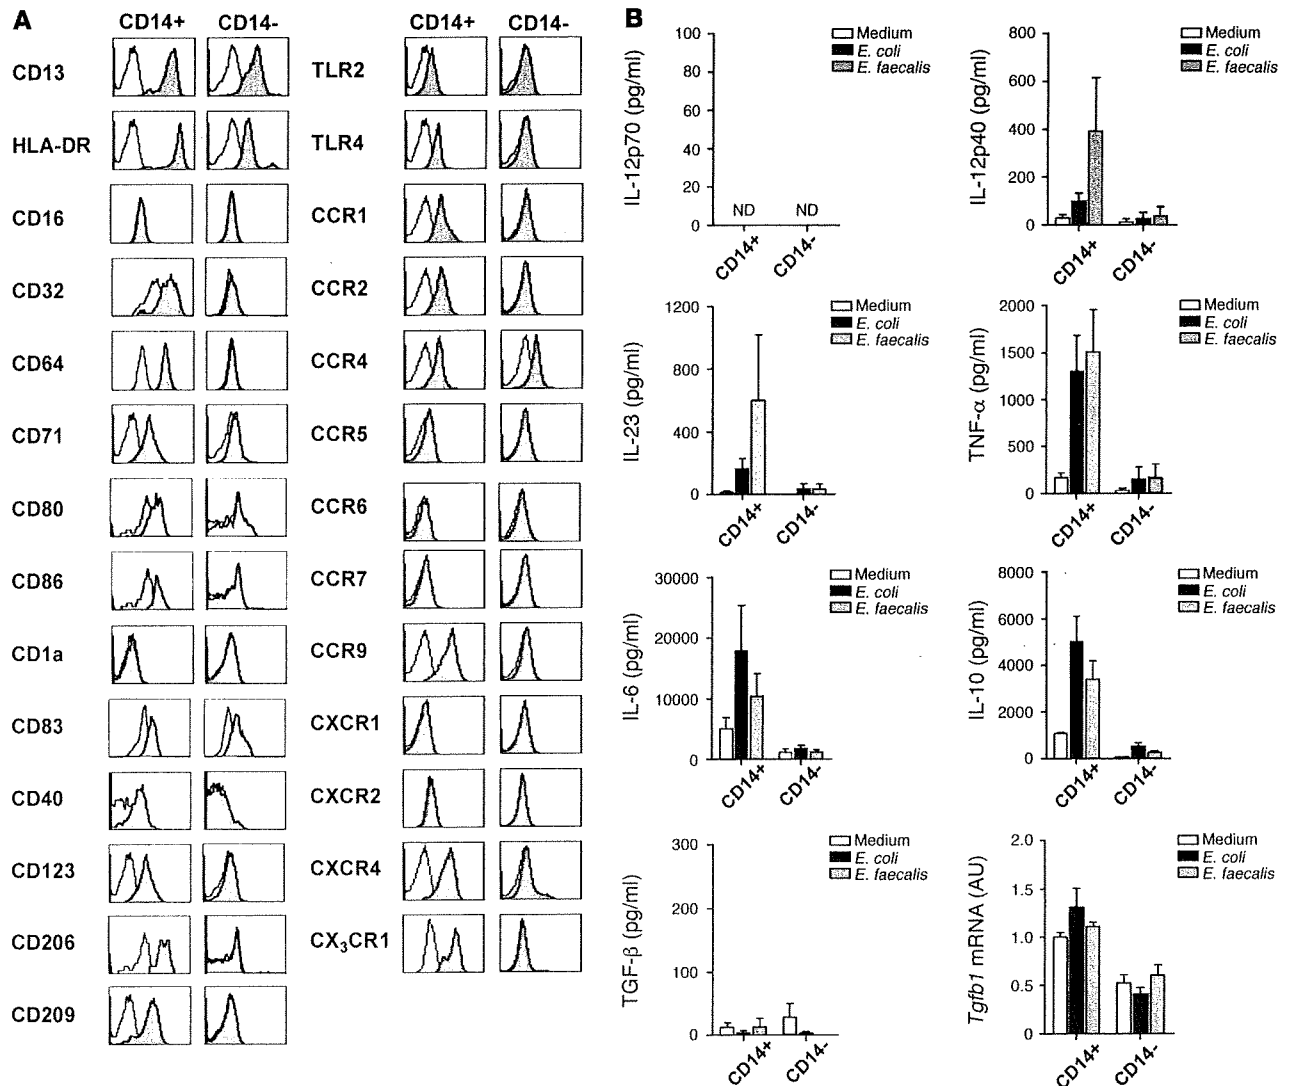 A
CD14+ CD14-
CD14+ CD14-
CD13
HLA-DR
CD16
CD32
CD64
CD71
CD80
CD86
CD1a
CD83
CD40
CD123
CD206
CD209
TLR2
TLR4
CCR1
CCR2
CCR4
CCR5
CCR6
CCR7
CCR9
CXCR1
CXCR2
CXCR4
CX3CR1
B
IL-12p70 (pg/ml)
100
80
60
40
20
0
ND ND
CD14+ CD14-
Medium
E. coli
E. faecalis
IL-12p40 (pg/ml)
800
600
400
200
0
CD14+ CD14-
Medium
E. coli
E. faecalis
IL-23 (pg/ml)
1200
800
400
0
CD14+ CD14-
Medium
E. coli
E. faecalis
TNF-α (pg/ml)
2000
1500
1000
500
0
CD14+ CD14-
Medium
E. coli
E. faecalis
IL-6 (pg/ml)
30000
20000
10000
0
CD14+ CD14-
Medium
E. coli
E. faecalis
IL-10 (pg/ml)
8000
6000
4000
2000
0
CD14+ CD14-
Medium
E. coli
E. faecalis
TGF-β (pg/ml)
300
200
100
0
CD14+ CD14-
Medium
E. coli
E. faecalis
Tgfb1 mRNA (AU)
2.0
1.5
1.0
0.5
0
CD14+ CD14-
Medium
E. coli
E. faecalis